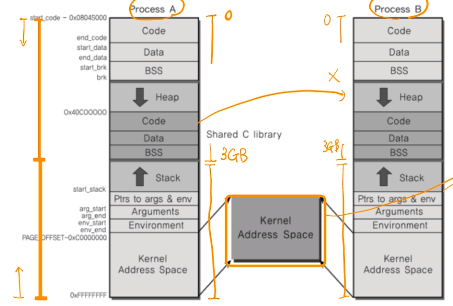 Process A
Process B
start_code - 0x0804S000
0
0
Code
Code
end_code
start_data
Data
Data
end_data
start_brk
BSS
BSS
brk
X
Heap
Heap
0x40C00000
Code
Code
Shared C library
Data
Data
BSS
BSS
3GB
3GB
Stack
Stack
start_stack
Ptrs to args & env
Ptrs to args & env
arg_start
Arguments
Arguments
arg_end
env_start
Environment
Environment
env_end
PAGE_OFFSET-0xC0000000
Kernel
Address Space
Kernel
Address Space
Kernel
Address Space
0xFFFFFFFF